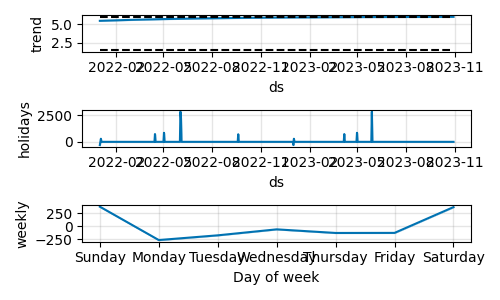 trend
5.0
2.5
2022-02 2022-05 2022-08 2022-11 2023-02 2023-05 2023-08 2023-11
ds
holidays
2500
0
2022-02 2022-05 2022-08 2022-11 2023-02 2023-05 2023-08 2023-11
ds
weekly
250
0
−250
Sunday Monday Tuesday Wednesday Thursday Friday Saturday
Day of week